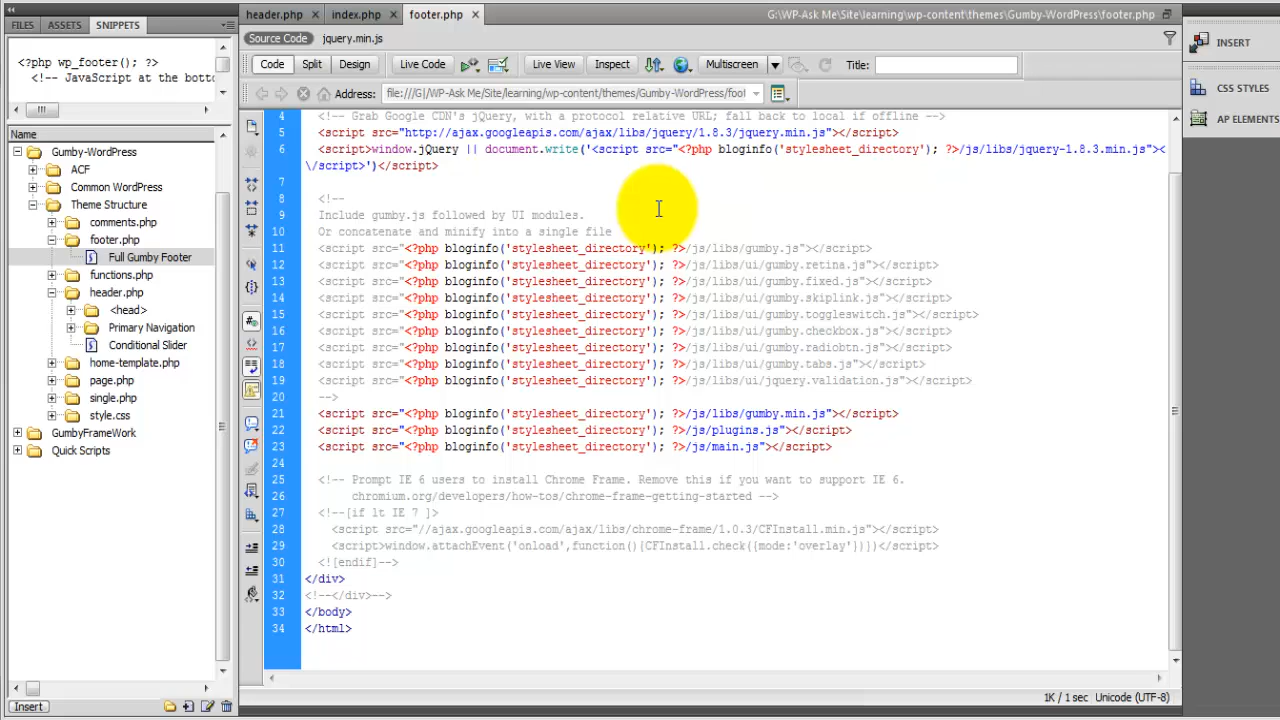 FILES
ASSETS
SNIPPETS
<?php wp_footer(); ?>
<!-- JavaScript at the botto
Name
Gumby-WordPress
ACF
Common WordPress
Theme Structure
comments.php
footer.php
Full Gumby Footer
functions.php
header.php
<head>
Primary Navigation
Conditional Slider
home-template.php
page.php
single.php
style.css
GumbyFrameWork
Quick Scripts
Insert
header.php
index.php
footer.php
G:\WP-Ask Me\Site\learning\wp-content\themes\Gumby-WordPress\footer.php
Source Code
jquery.min.js
Code
Split
Design
Live Code
Live View
Inspect
Multiscreen
Title:
Address:
file:///G|/WP-Ask Me/Site/learning/wp-content/themes/Gumby-WordPress/foot
4 <!-- Grab Google CDN's jQuery, with a protocol relative URL; fall back to local if offline -->
5 <script src="http://ajax.googleapis.com/ajax/libs/jquery/1.8.3/jquery.min.js"></script>
6 <script>window.jQuery || document.write('<script src="<?php bloginfo('stylesheet_directory'); ?>/js/libs/jquery-1.8.3.min.js"><
\/script>')</script>
7
8 <!--
9 Include gumby.js followed by UI modules.
10 Or concatenate and minify into a single file
11 <script src="<?php bloginfo('stylesheet_directory'); ?>/js/libs/gumby.js"></script>
12 <script src="<?php bloginfo('stylesheet_directory'); ?>/js/libs/ui/gumby.retina.js"></script>
13 <script src="<?php bloginfo('stylesheet_directory'); ?>/js/libs/ui/gumby.fixed.js"></script>
14 <script src="<?php bloginfo('stylesheet_directory'); ?>/js/libs/ui/gumby.skiplink.js"></script>
15 <script src="<?php bloginfo('stylesheet_directory'); ?>/js/libs/ui/gumby.toggleswitch.js"></script>
16 <script src="<?php bloginfo('stylesheet_directory'); ?>/js/libs/ui/gumby.checkbox.js"></script>
17 <script src="<?php bloginfo('stylesheet_directory'); ?>/js/libs/ui/gumby.radiobtn.js"></script>
18 <script src="<?php bloginfo('stylesheet_directory'); ?>/js/libs/ui/gumby.tabs.js"></script>
19 <script src="<?php bloginfo('stylesheet_directory'); ?>/js/libs/ui/jquery.validation.js"></script>
20 -->
21 <script src="<?php bloginfo('stylesheet_directory'); ?>/js/libs/gumby.min.js"></script>
22 <script src="<?php bloginfo('stylesheet_directory'); ?>/js/plugins.js"></script>
23 <script src="<?php bloginfo('stylesheet_directory'); ?>/js/main.js"></script>
24
25 <!-- Prompt IE 6 users to install Chrome Frame. Remove this if you want to support IE 6.
26 chromium.org/developers/how-tos/chrome-frame-getting-started -->
27 <!--[if lt IE 7 ]>
28 <script src="//ajax.googleapis.com/ajax/libs/chrome-frame/1.0.3/CFInstall.min.js"></script>
29 <script>window.attachEvent('onload',function(){CFInstall.check({mode:'overlay'})})</script>
30 <![endif]-->
31 </div>
32 <!--</div>-->
33 </body>
34 </html>
1K / 1 sec Unicode (UTF-8)
INSERT
CSS STYLES
AP ELEMENTS